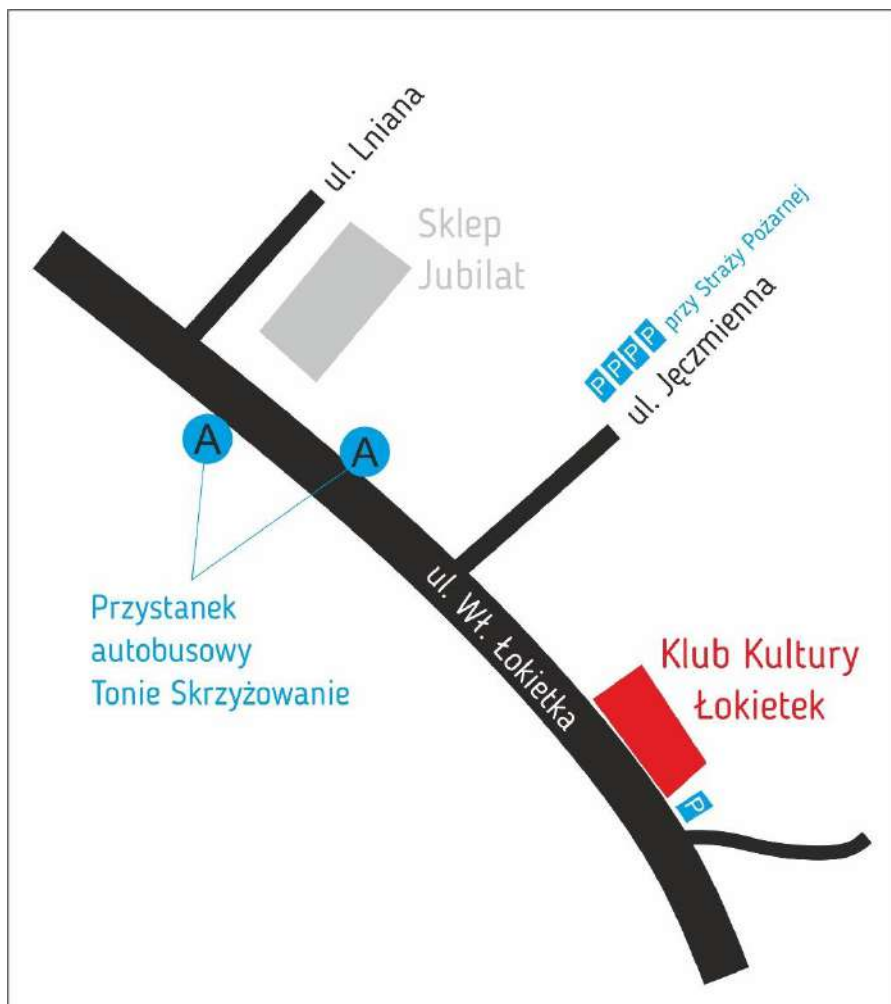 ul. Lniana
Sklep
Jubilat
P P P P przy Straży Pożarnej
ul. Jęczmienna
A
A
Przystanek
autobusowy
Tonie Skrzyżowanie
ul. Wł. Łokietka
Klub Kultury
Łokietek
P